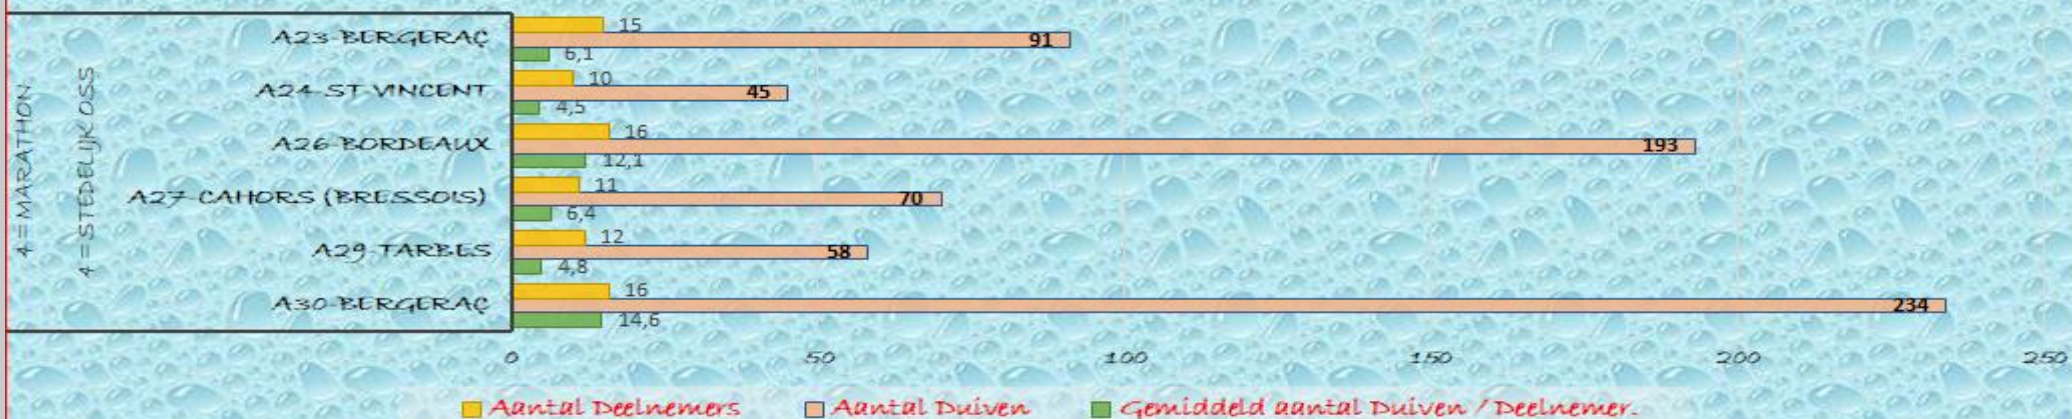 4 = MARATHON
4 = STEDELIJK OSS
A23-BERGERAC
15
91
6,1
A24-ST VINCENT
10
45
4,5
A26-BORDEAUX
16
193
12,1
A27-CAHORS (BRESSOIS)
11
70
6,4
A29-TARBES
12
58
4,8
A30-BERGERAC
16
234
14,6
0 50 100 150 200 250
Aantal Deelnemers Aantal Duiven Gemiddeld aantal Duiven / Deelnemer.